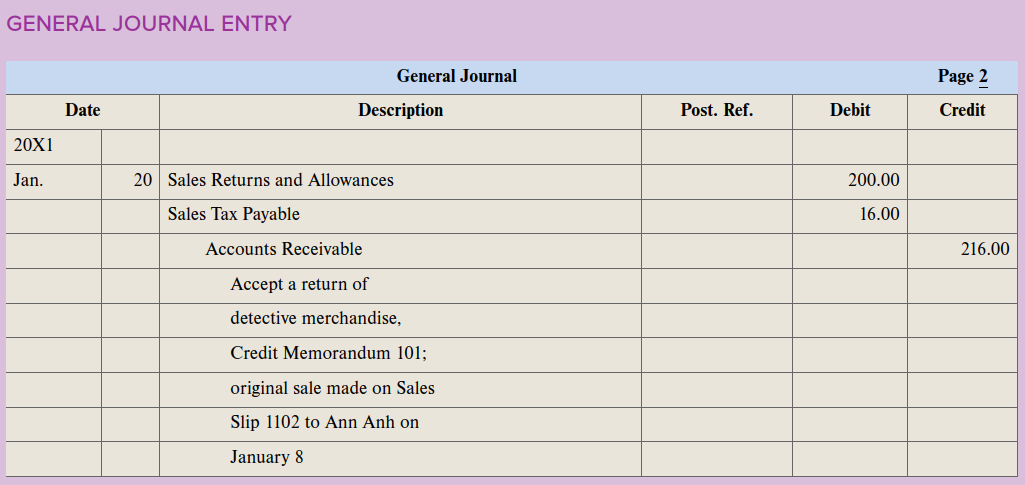 GENERAL JOURNAL ENTRY
General Journal Page 2
Date Description Post. Ref. Debit Credit
20X1
Jan. 20 Sales Returns and Allowances 200.00
Sales Tax Payable 16.00
Accounts Receivable 216.00
Accept a return of
detective merchandise,
Credit Memorandum 101;
original sale made on Sales
Slip 1102 to Ann Anh on
January 8